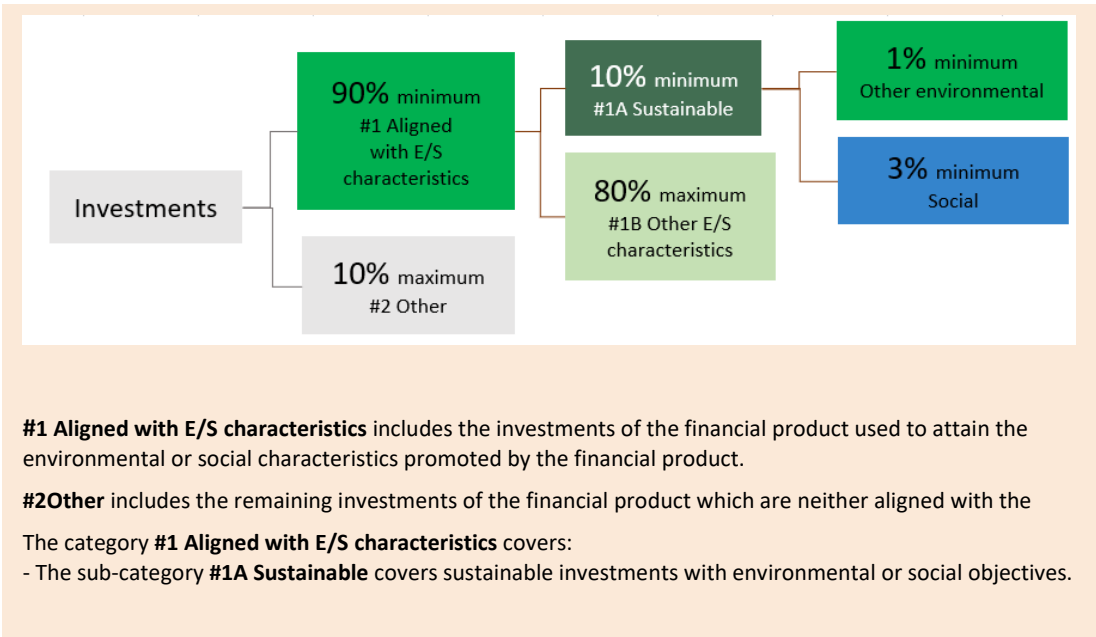 Investments
90% minimum
#1 Aligned
with E/S
characteristics
10% maximum
#2 Other
10% minimum
#1A Sustainable
80% maximum
#1B Other E/S
characteristics
1% minimum
Other environmental
3% minimum
Social
#1 Aligned with E/S characteristics includes the investments of the financial product used to attain the
environmental or social characteristics promoted by the financial product.
#2Other includes the remaining investments of the financial product which are neither aligned with the
The category #1 Aligned with E/S characteristics covers:
- The sub-category #1A Sustainable covers sustainable investments with environmental or social objectives.